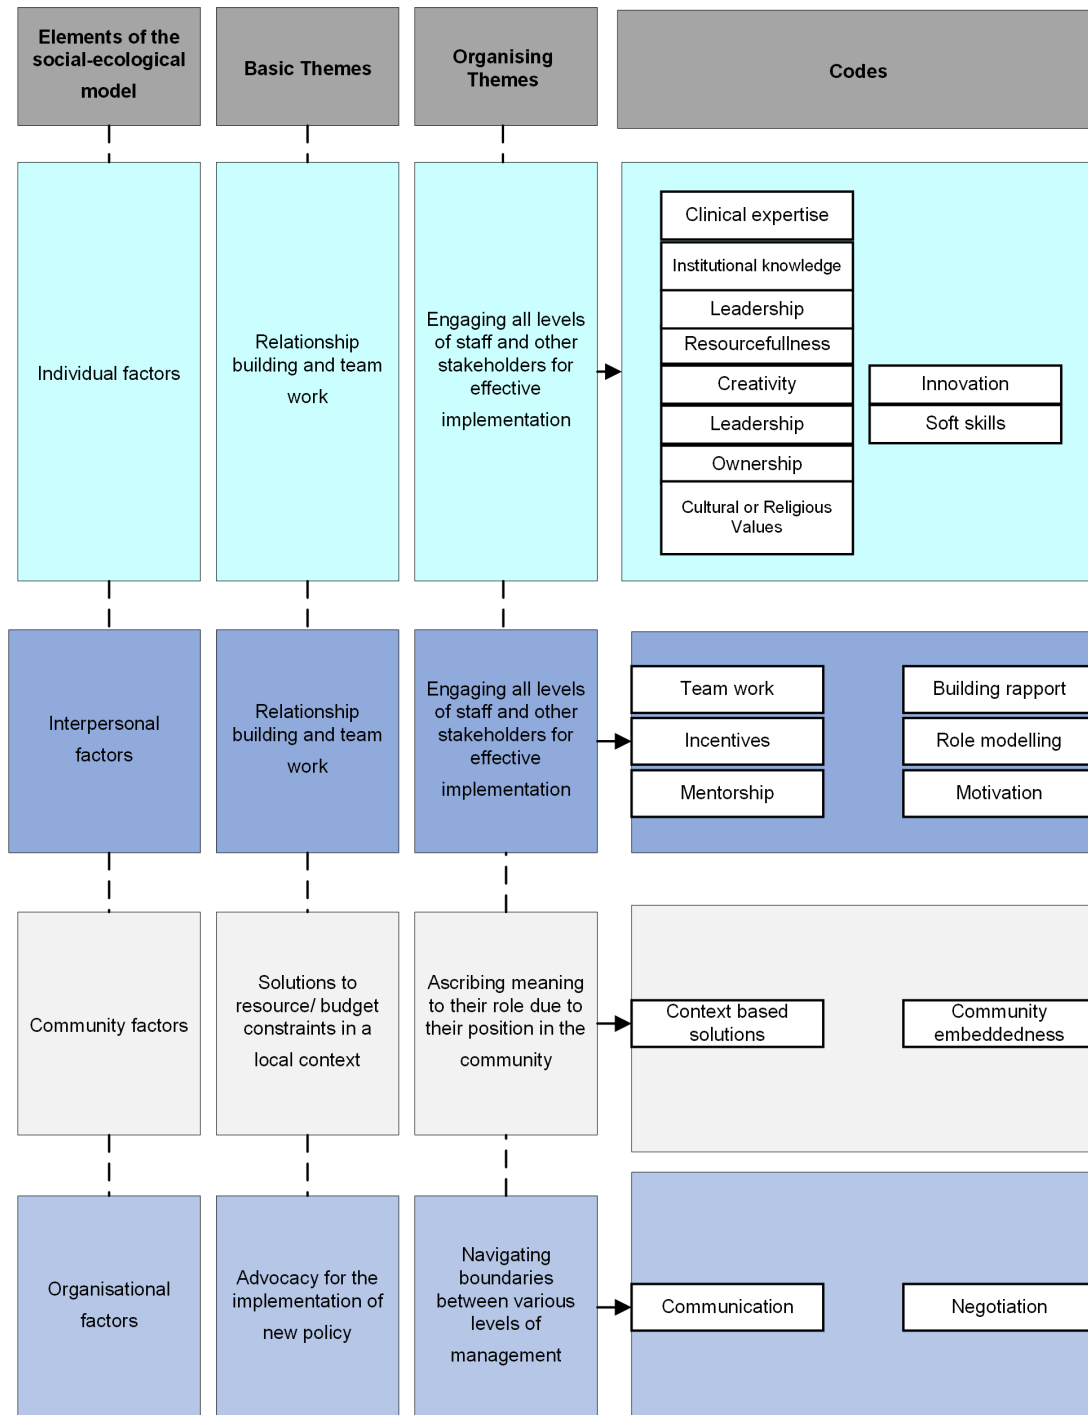 Elements of the
social-ecological
model
Basic Themes
Organising
Themes
Codes
Individual factors
Relationship
building and team
work
Engaging all levels
of staff and other
stakeholders for
effective
implementation
Clinical expertise
Institutional knowledge
Leadership
Resourcefullness
Creativity
Leadership
Ownership
Cultural or Religious
Values
Innovation
Soft skills
Interpersonal
factors
Relationship
building and team
work
Engaging all levels
of staff and other
stakeholders for
effective
implementation
Team work
Building rapport
Incentives
Role modelling
Mentorship
Motivation
Community factors
Solutions to
resource/ budget
constraints in a
local context
Ascribing meaning
to their role due to
their position in the
community
Context based
solutions
Community
embeddedness
Organisational
factors
Advocacy for the
implementation of
new policy
Navigating
boundaries
between various
levels of
management
Communication
Negotiation